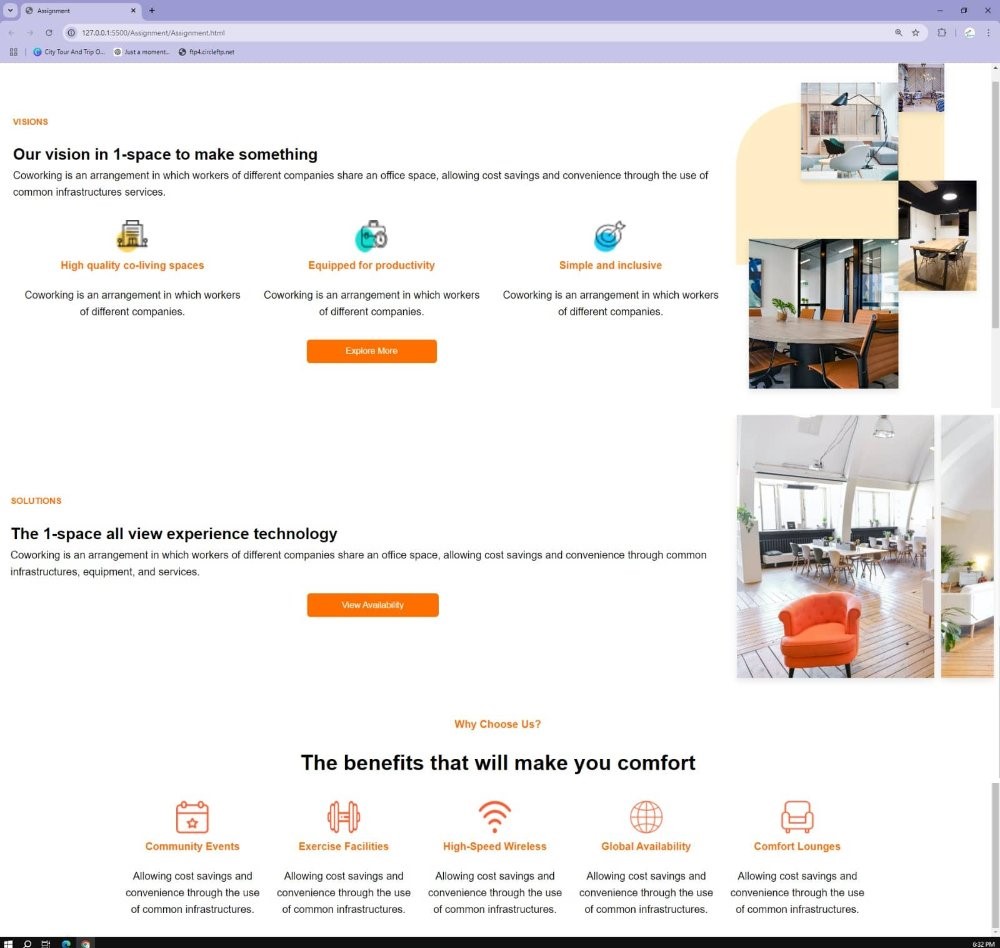 Assignment
127.0.0.1:5500/Assignment/Assignment.html
City Tour And Trip O...
Just a moment...
ftp4.circleftp.net
VISIONS
Our vision in 1-space to make something
Coworking is an arrangement in which workers of different companies share an office space, allowing cost savings and convenience through the use of
common infrastructures services.
High quality co-living spaces
Equipped for productivity
Simple and inclusive
Coworking is an arrangement in which workers
of different companies.
Coworking is an arrangement in which workers
of different companies.
Coworking is an arrangement in which workers
of different companies.
Explore More
SOLUTIONS
The 1-space all view experience technology
Coworking is an arrangement in which workers of different companies share an office space, allowing cost savings and convenience through common
infrastructures, equipment, and services.
View Availability
Why Choose Us?
The benefits that will make you comfort
Community Events
Exercise Facilities
High-Speed Wireless
Global Availability
Comfort Lounges
Allowing cost savings and
convenience through the use
of common infrastructures.
Allowing cost savings and
convenience through the use
of common infrastructures.
Allowing cost savings and
convenience through the use
of common infrastructures.
Allowing cost savings and
convenience through the use
of common infrastructures.
Allowing cost savings and
convenience through the use
of common infrastructures.
6:32 PM